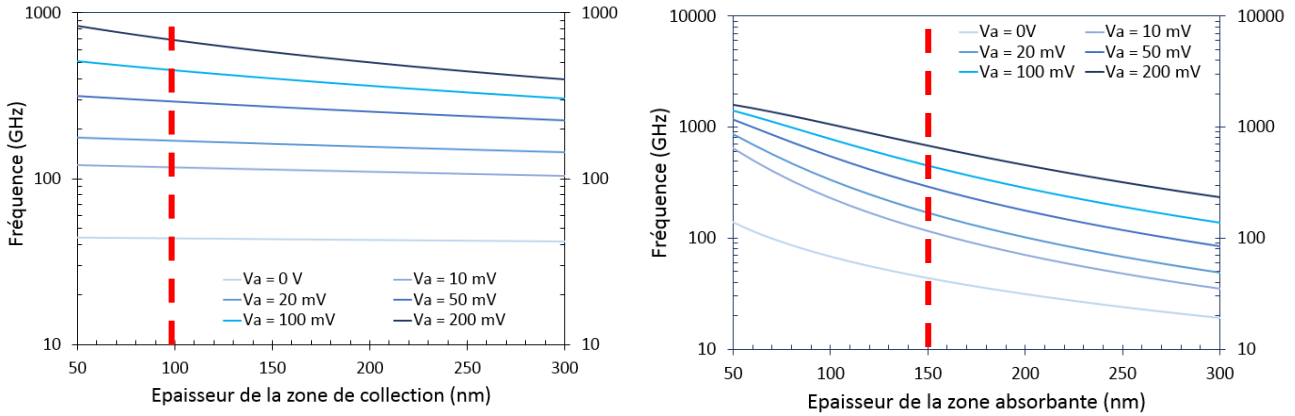 1000
100
10
Fréquence (GHz)
1000
100
10
50 100 150 200 250 300
Epaisseur de la zone de collection (nm)
Va = 0 V Va = 10 mV
Va = 20 mV Va = 50 mV
Va = 100 mV Va = 200 mV
10000
1000
100
10
Fréquence (GHz)
10000
1000
100
10
50 100 150 200 250 300
Epaisseur de la zone absorbante (nm)
Va = 0V Va = 10 mV
Va = 20 mV Va = 50 mV
Va = 100 mV Va = 200 mV